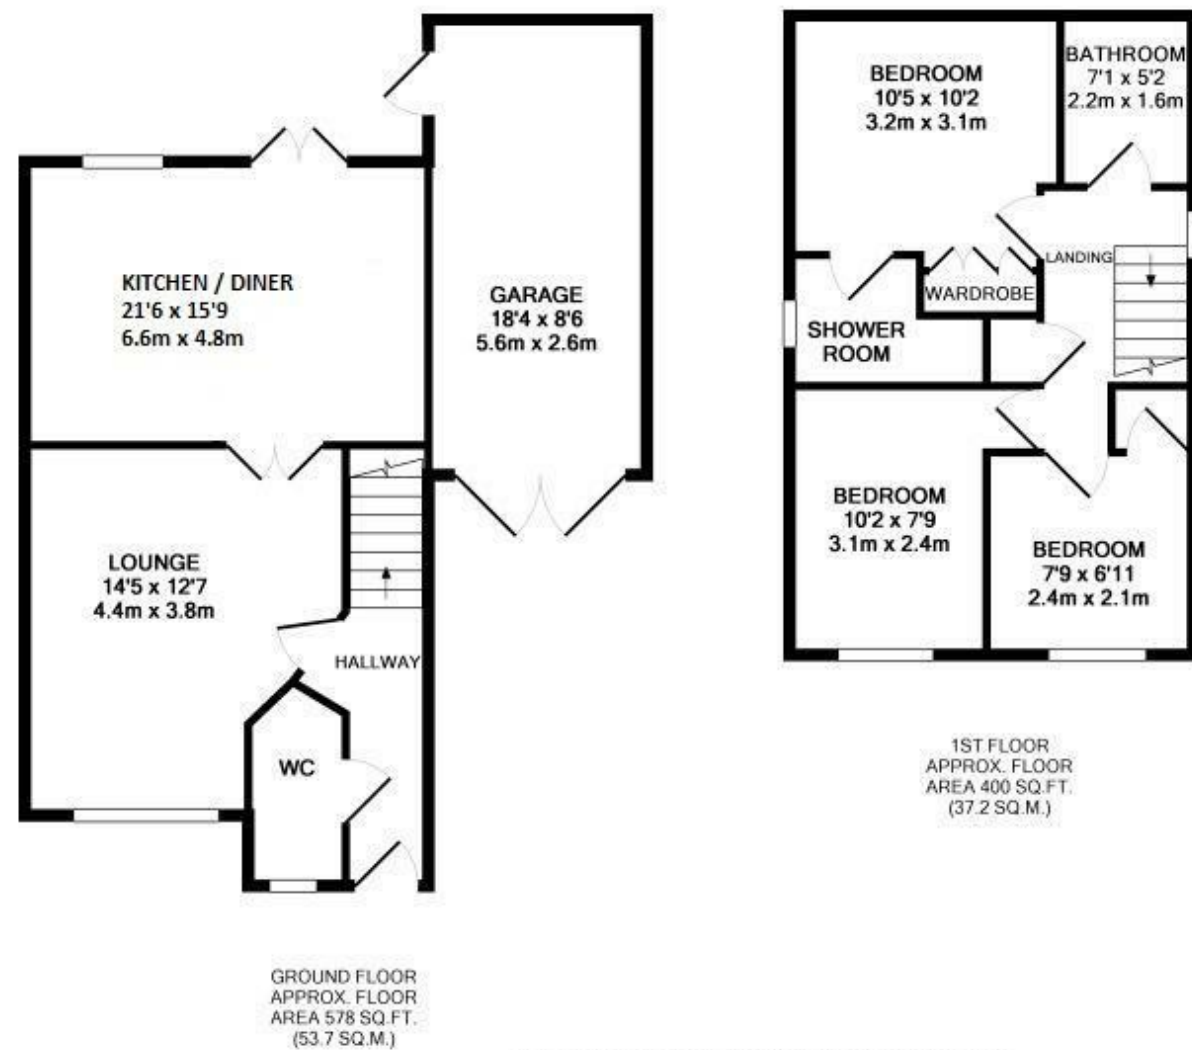 KITCHEN / DINER
21'6 x 15'9
6.6m x 4.8m
GARAGE
18'4 x 8'6
5.6m x 2.6m
LOUNGE
14'5 x 12'7
4.4m x 3.8m
HALLWAY
WC
GROUND FLOOR
APPROX. FLOOR
AREA 578 SQ.FT.
(53.7 SQ.M.)
BEDROOM
10'5 x 10'2
3.2m x 3.1m
BATHROOM
7'1 x 5'2
2.2m x 1.6m
LANDING
WARDROBE
SHOWER
ROOM
BEDROOM
10'2 x 7'9
3.1m x 2.4m
BEDROOM
7'9 x 6'11
2.4m x 2.1m
1ST FLOOR
APPROX. FLOOR
AREA 400 SQ.FT.
(37.2 SQ.M.)